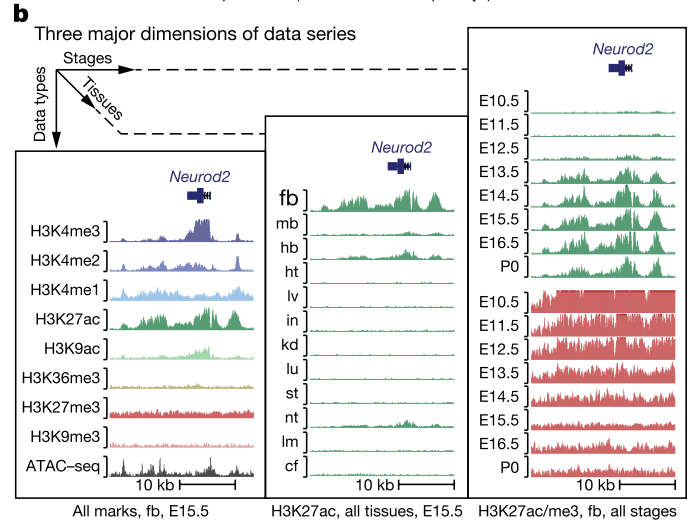 b
Three major dimensions of data series
Stages
Tissues
Data types
Neurod2
H3K4me3
H3K4me2
H3K4me1
H3K27ac
H3K9ac
H3K36me3
H3K27me3
H3K9me3
ATAC–seq
10 kb
All marks, fb, E15.5
Neurod2
fb
mb
hb
ht
lv
in
kd
lu
st
nt
lm
cf
10 kb
H3K27ac, all tissues, E15.5
Neurod2
E10.5
E11.5
E12.5
E13.5
E14.5
E15.5
E16.5
P0
E10.5
E11.5
E12.5
E13.5
E14.5
E15.5
E16.5
P0
10 kb
H3K27ac/me3, fb, all stages